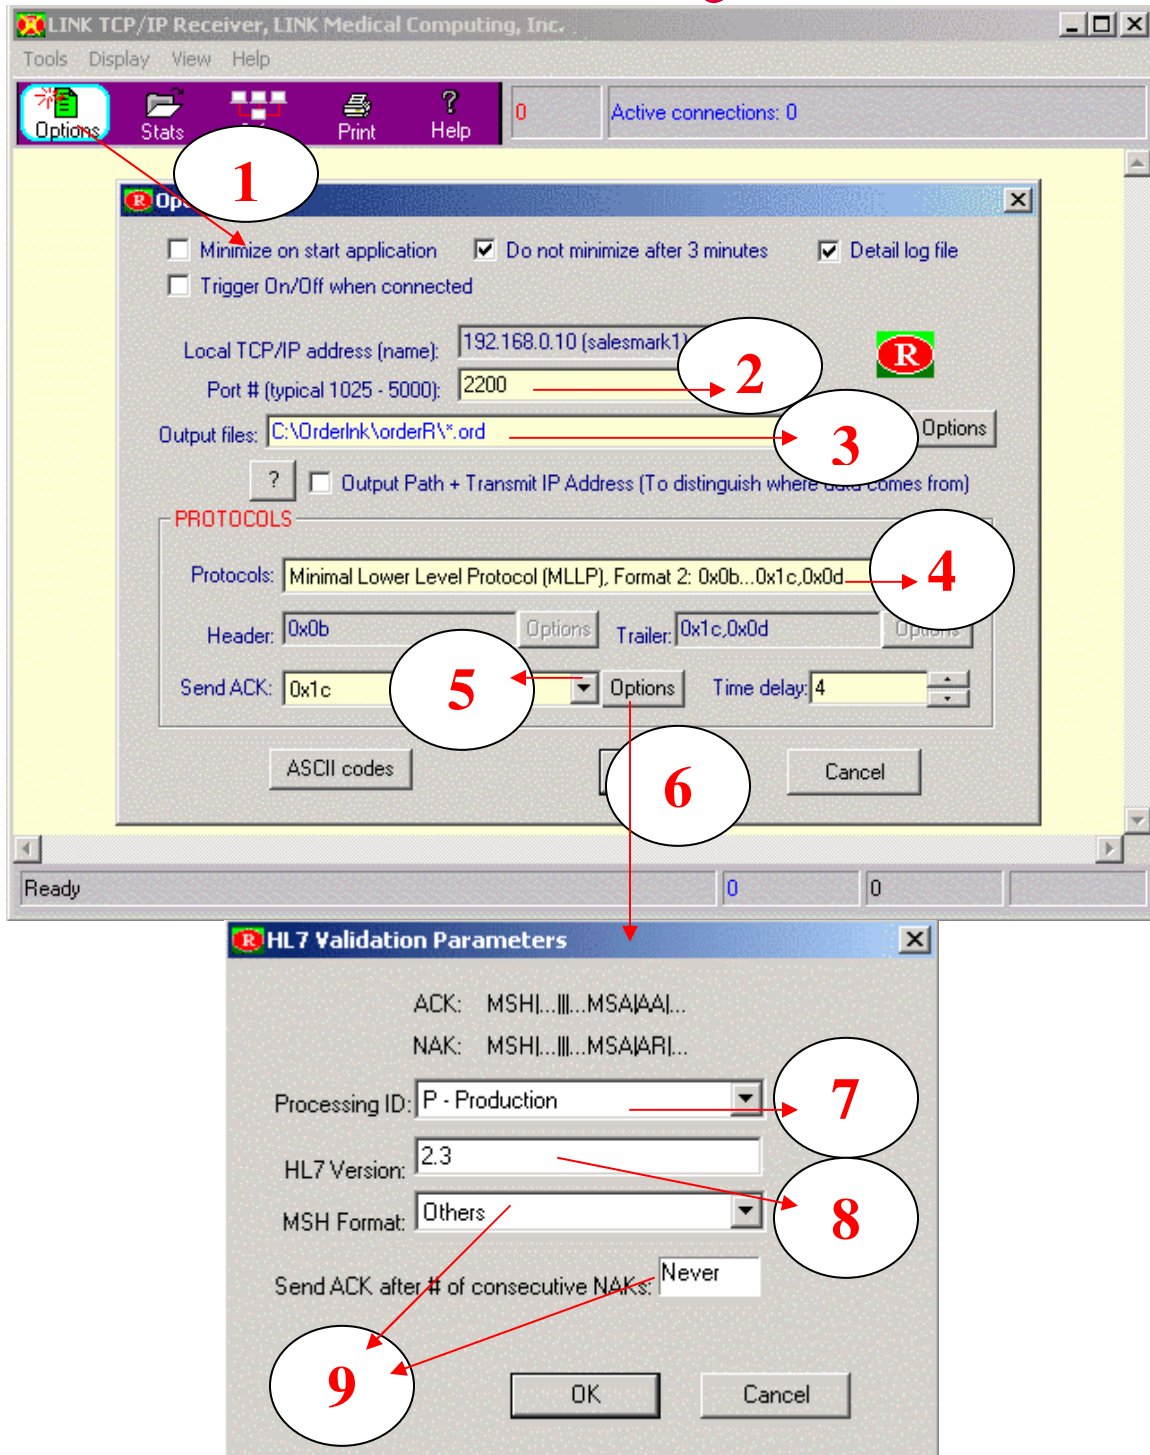 LINK TCP/IP Receiver, LINK Medical Computing, Inc.
Tools Display View Help
Options Stats Print Help 0 Active connections: 0
1
Minimize on start application Do not minimize after 3 minutes Detail log file
Trigger On/Off when connected
Local TCP/IP address (name): 192.168.0.10 (salesmark1) R
Port # (typical 1025 - 5000): 2200 2
Output files: C:\OrderInk\orderR\*.ord 3 Options
? Output Path + Transmit IP Address (To distinguish where data comes from)
PROTOCOLS
Protocols: Minimal Lower Level Protocol (MLLP), Format 2: 0x0b...0x1c,0x0d 4
Header: 0x0b Options Trailer: 0x1c,0x0d Options
Send ACK: 0x1c 5 Options Time delay: 4
ASCII codes 6 Cancel
Ready 0 0
R HL7 Validation Parameters
ACK: MSH|...|||...MSA|AA|...
NAK: MSH|...|||...MSA|AR|...
Processing ID: P - Production 7
HL7 Version: 2.3
MSH Format: Others 8
Send ACK after # of consecutive NAKs: Never
9 OK Cancel